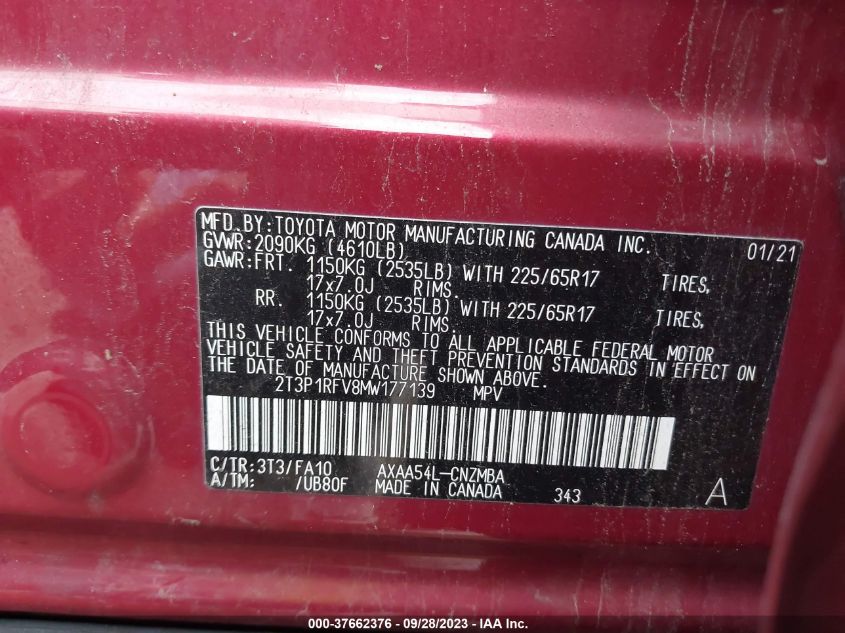 MFD.BY:TOYOTA MOTOR MANUFACTURING CANADA INC. 01/21
GVWR:2090KG (4610LB)
GAWR:FRT. 1150KG (2535LB) WITH 225/65R17 TIRES,
17x7.0J RIMS.
RR. 1150KG (2535LB) WITH 225/65R17 TIRES,
17x7.0J RIMS.
THIS VEHICLE CONFORMS TO ALL APPLICABLE FEDERAL MOTOR
VEHICLE SAFETY AND THEFT PREVENTION STANDARDS IN EFFECT ON
THE DATE OF MANUFACTURE SHOWN ABOVE.
2T3P1RFV8MW177139 MPV
C/TR:3T3/FA10 AXAA54L-CNZMBA
A/TM: /UB80F MADE IN CANADA 343 A
000-37662376 - 09/28/2023 - IAA Inc.